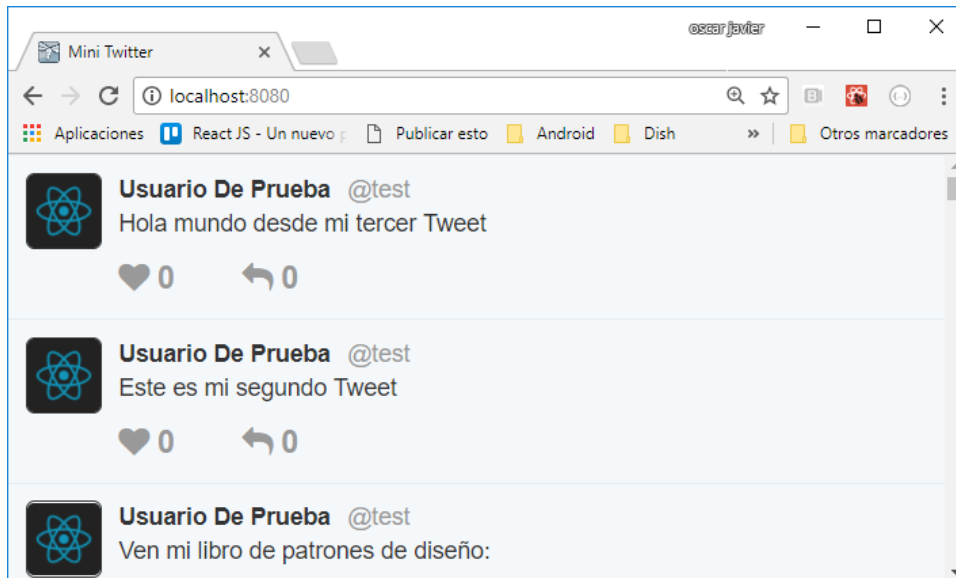 oscar javier
Mini Twitter
localhost:8080
Aplicaciones React JS - Un nuevo Publicar esto Android Dish » Otros marcadores
Usuario De Prueba @test
Hola mundo desde mi tercer Tweet
0 0
Usuario De Prueba @test
Este es mi segundo Tweet
0 0
Usuario De Prueba @test
Ven mi libro de patrones de diseño: